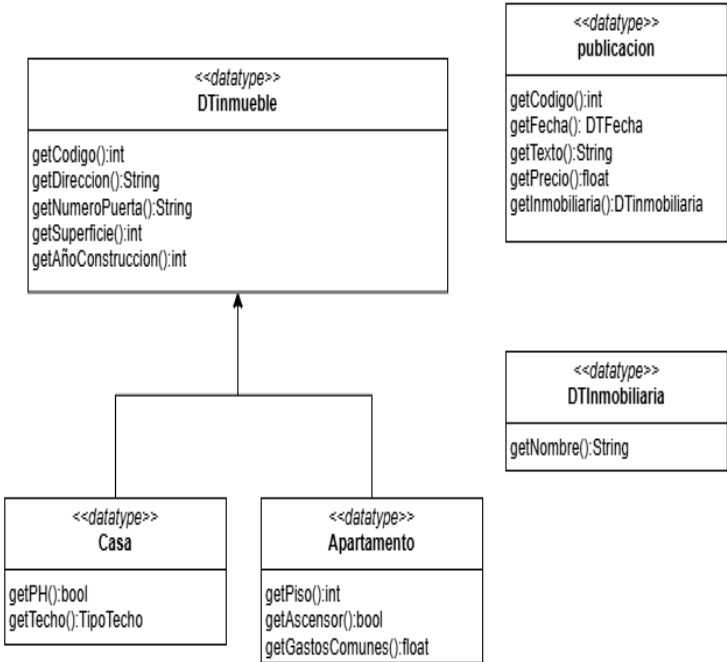 <<datatype>>
DTinmueble
getCodigo():int
getDireccion():String
getNumeroPuerta():String
getSuperficie():int
getAñoConstruccion():int
<<datatype>>
publicacion
getCodigo():int
getFecha(): DTFecha
getTexto():String
getPrecio():float
getInmobiliaria():DTinmobiliaria
<<datatype>>
DTInmobiliaria
getNombre():String
<<datatype>>
Casa
getPH():bool
getTecho():TipoTecho
<<datatype>>
Apartamento
getPiso():int
getAscensor():bool
getGastosComunes():float